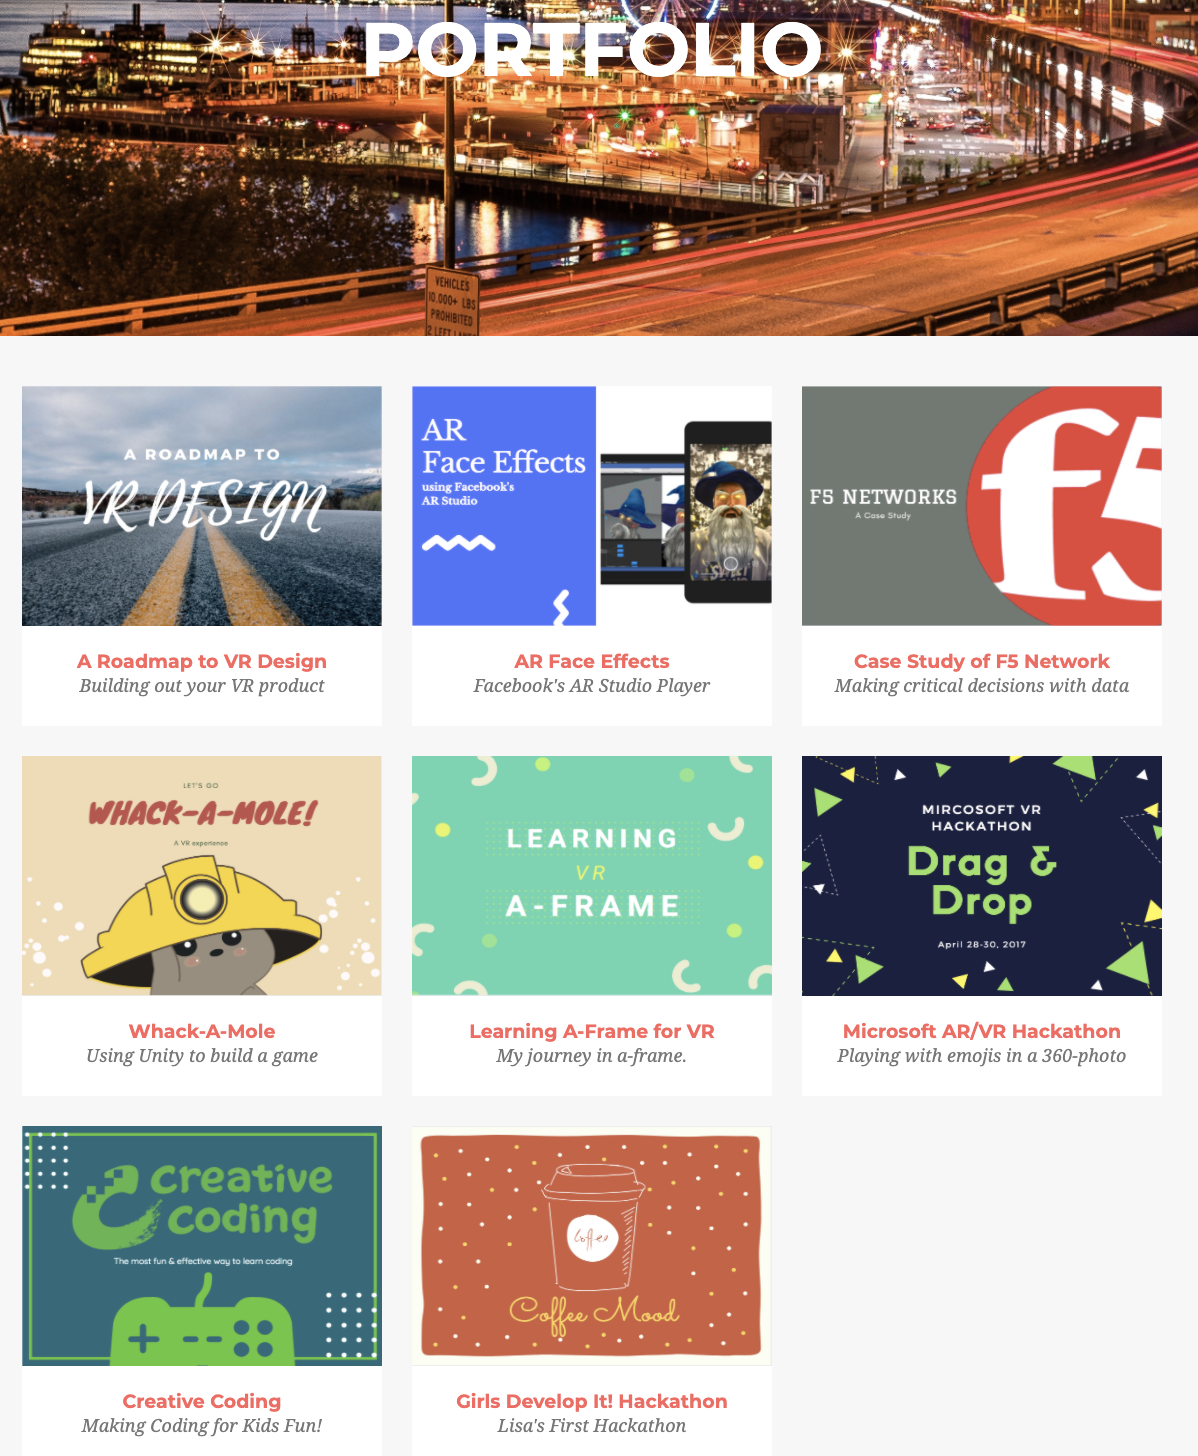 PORTFOLIO
VEHICLES
10,000+ LBS
PROHIBITED
2 LEFT LANES
A ROADMAP TO
VR DESIGN
A Roadmap to VR Design
Building out your VR product
AR
Face Effects
using Facebook's
AR Studio
AR Face Effects
Facebook's AR Studio Player
F5 NETWORKS
A Case Study
f5
Case Study of F5 Network
Making critical decisions with data
LET'S GO
WHACK-A-MOLE!
A VR experience
Whack-A-Mole
Using Unity to build a game
LEARNING
VR
A-FRAME
Learning A-Frame for VR
My journey in a-frame.
MIRCOSOFT VR
HACKATHON
Drag &
Drop
April 28-30, 2017
Microsoft AR/VR Hackathon
Playing with emojis in a 360-photo
Creative
Coding
The most fun & effective way to learn coding
Creative Coding
Making Coding for Kids Fun!
Coffee
Coffee Mood
Girls Develop It! Hackathon
Lisa's First Hackathon